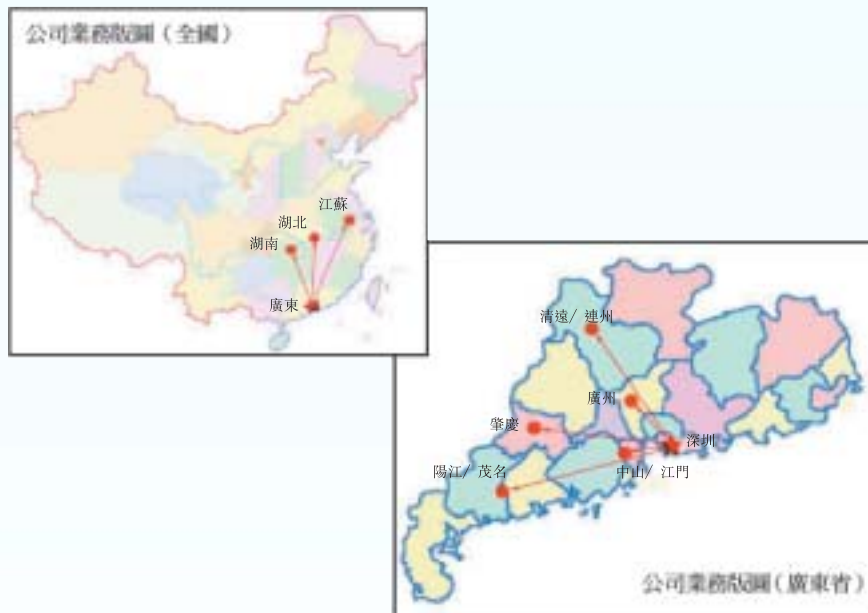 公司業務版圖(全國)
江蘇
湖北
湖南
廣東
清遠/ 連州
廣州
肇慶
深圳
陽江/ 茂名
中山/ 江門
公司業務版圖(廣東省)